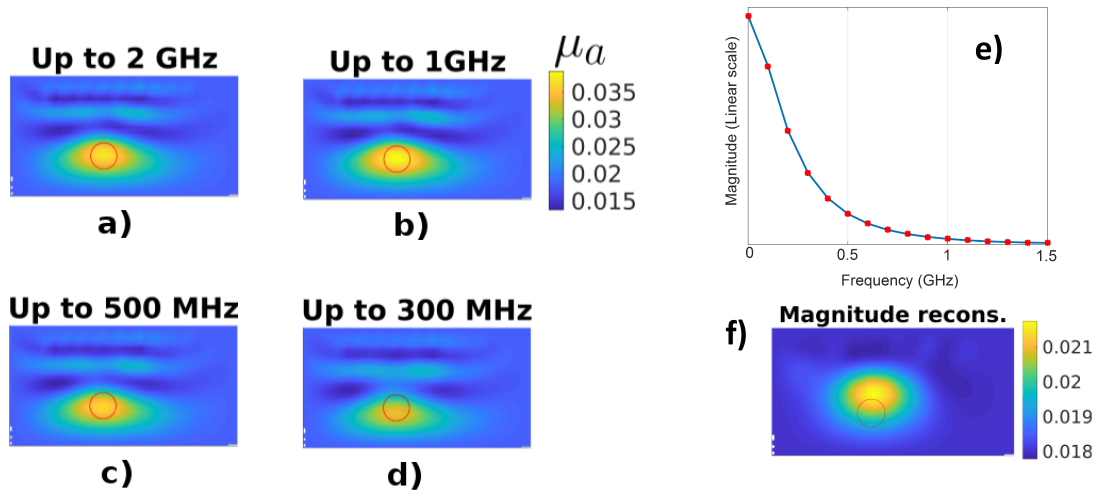 Up to 2 GHz
a)
Up to 1GHz
b)
μa
0.035
0.025
0.02
0.015
Up to 500 MHz
c)
Up to 300 MHz
d)
e)
Magnitude (Linear scale)
0
0.5
1
1.5
Frequency (GHz)
f)
Magnitude recons.
0.021
0.02
0.019
0.018